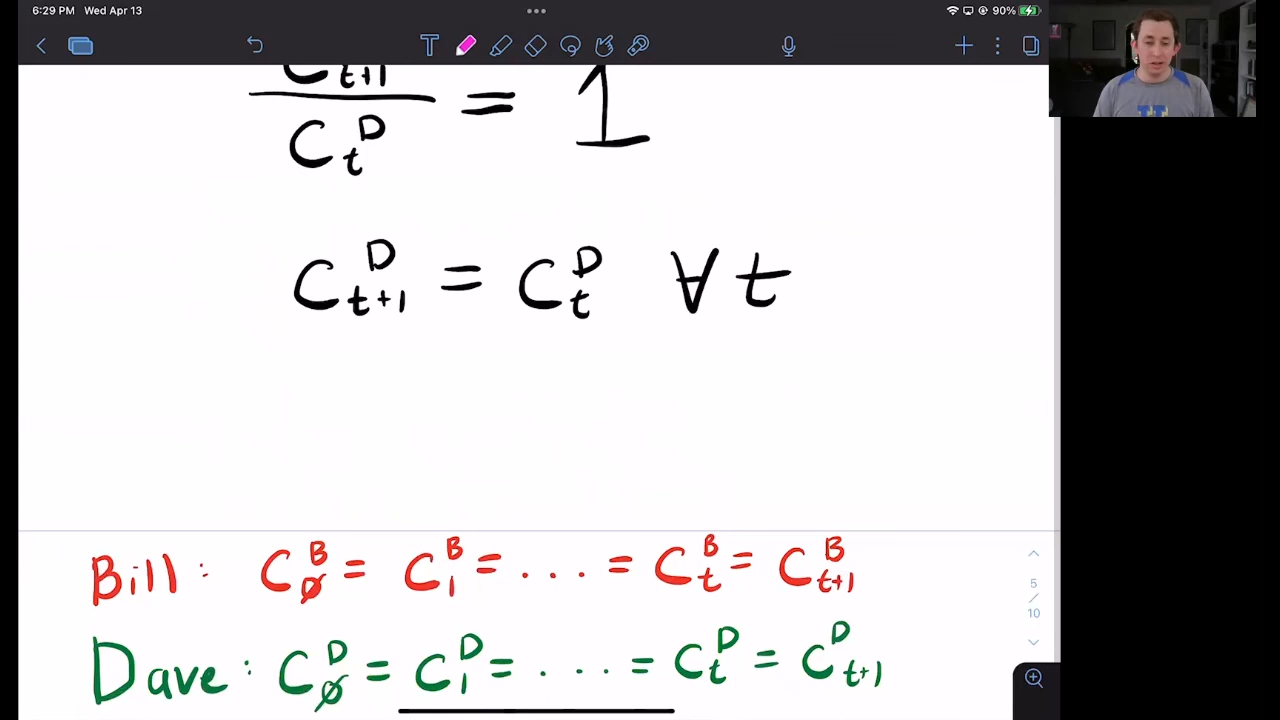 6:29 PM Wed Apr 13
90%
C_{t+1}
C_t^D = 1
C_{t+1}^D = C_t^D ∀ t
Bill: C_0^B = C_1^B = . . . = C_t^B = C_{t+1}^B
5
/
10
Dave: C_0^D = C_1^D = . . . = C_t^D = C_{t+1}^D